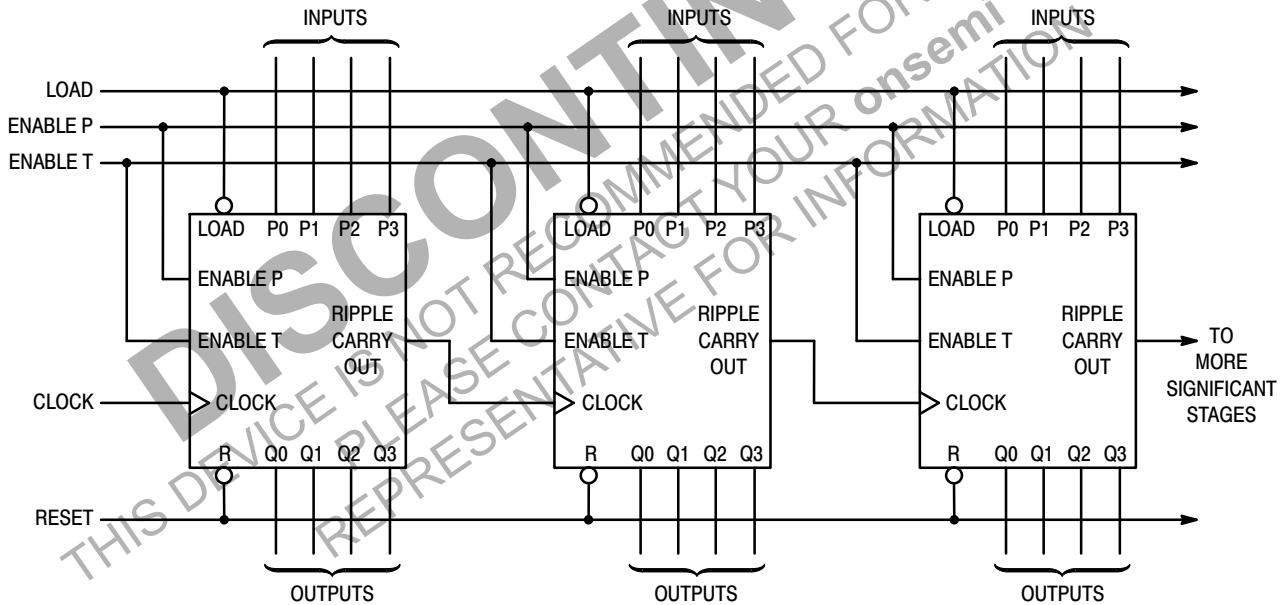 INPUTS INPUTS INPUTS
LOAD
ENABLE P
ENABLE T
LOAD P0 P1 P2 P3 LOAD P0 P1 P2 P3 LOAD P0 P1 P2 P3
ENABLE P ENABLE P ENABLE P
RIPPLE RIPPLE RIPPLE
ENABLE T CARRY ENABLE T CARRY ENABLE T CARRY TO
OUT OUT OUT MORE
SIGNIFICANT
STAGES
CLOCK CLOCK CLOCK CLOCK
R Q0 Q1 Q2 Q3 R Q0 Q1 Q2 Q3 R Q0 Q1 Q2 Q3
RESET
OUTPUTS OUTPUTS OUTPUTS
THIS DEVICE IS NOT RECOMMENDED FOR
PLEASE CONTACT YOUR onsemi
REPRESENTATIVE FOR INFORMATION